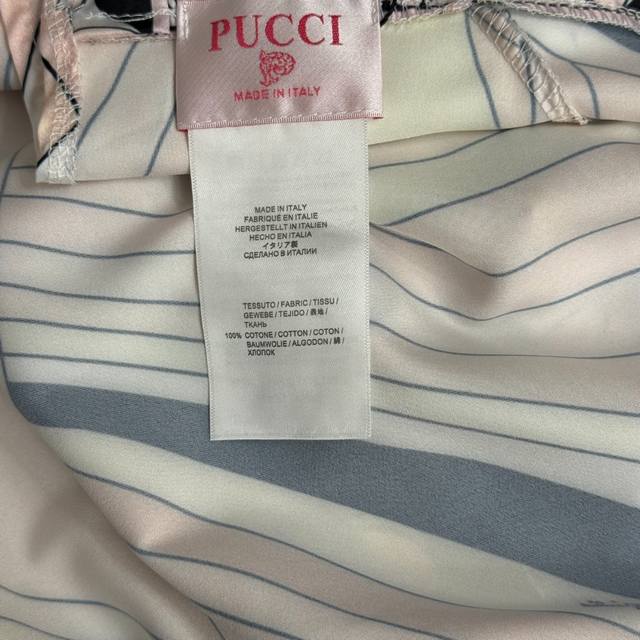 PUCCI
MADE IN ITALY
MADE IN ITALY
FABRIQUE EN ITALIE
HERGESTELLT IN ITALIEN
HECHO EN ITALIA
イタリア製
СДЕЛАНО В ИТАЛИИ
TESSUTO / FABRIC / TISSU /
GEWEBE / TEJIDO / 表地 /
ТКАНЬ
100% COTONE / COTTON / COTON /
BAUMWOLLE / ALGODON / 綿 /
ХЛОПОК